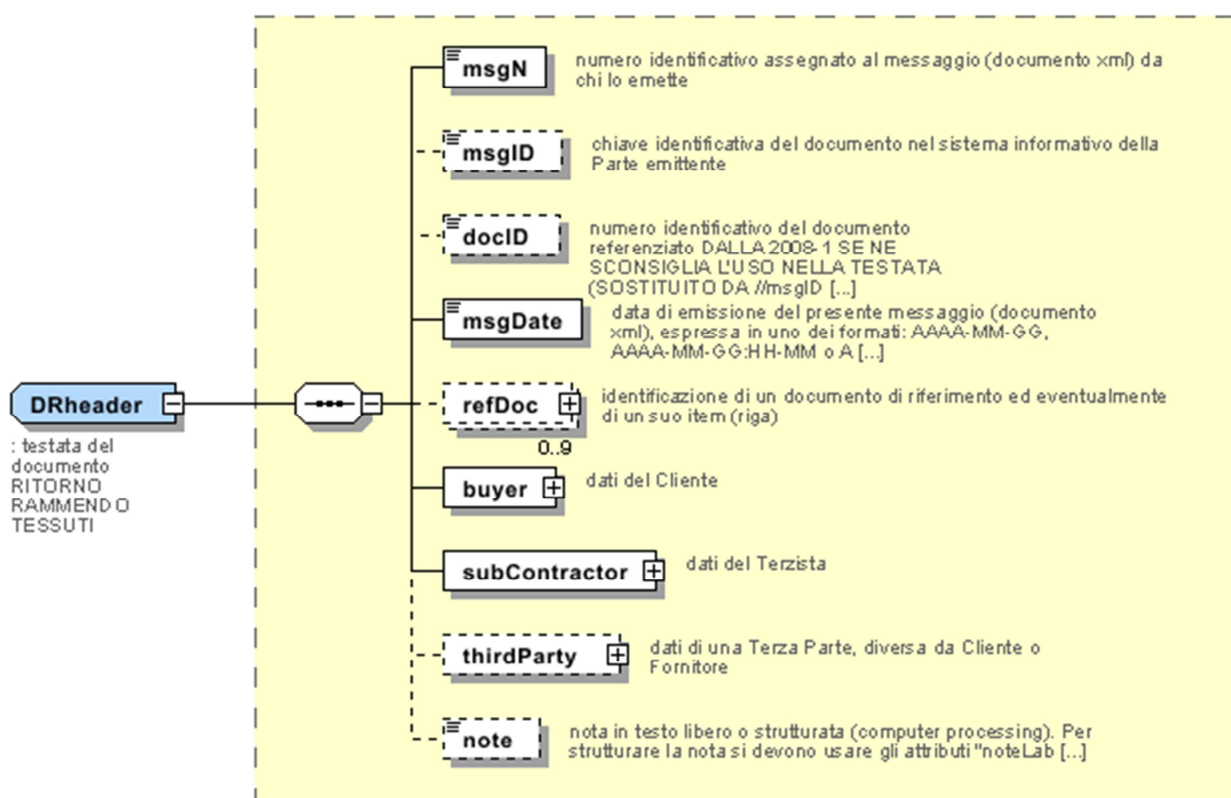 msgN
numero identificativo assegnato al messaggio (documento xml) da
chi lo emette
msgID
chiave identificativa del documento nel sistema informativo della
Parte emittente
docID
numero identificativo del documento
referenziato DALLA 2008-1 SE NE
SCONSIGLIA L'USO NELLA TESTATA
(SOSTITUITO DA //msgID [...]
msgDate
data di emissione del presente messaggio (documento
xml), espressa in uno dei formati: AAAA-MM-GG,
AAAA-MM-GG:HH-MM o A [...]
DRheader
: testata del
documento
RITORNO
RAMMENDO
TESSUTI
refDoc
0..9
identificazione di un documento di riferimento ed eventualmente
di un suo item (riga)
buyer
dati del Cliente
subContractor
dati del Terzista
thirdParty
dati di una Terza Parte, diversa da Cliente o
Fornitore
note
nota in testo libero o strutturata (computer processing). Per
strutturare la nota si devono usare gli attributi "noteLab [...]